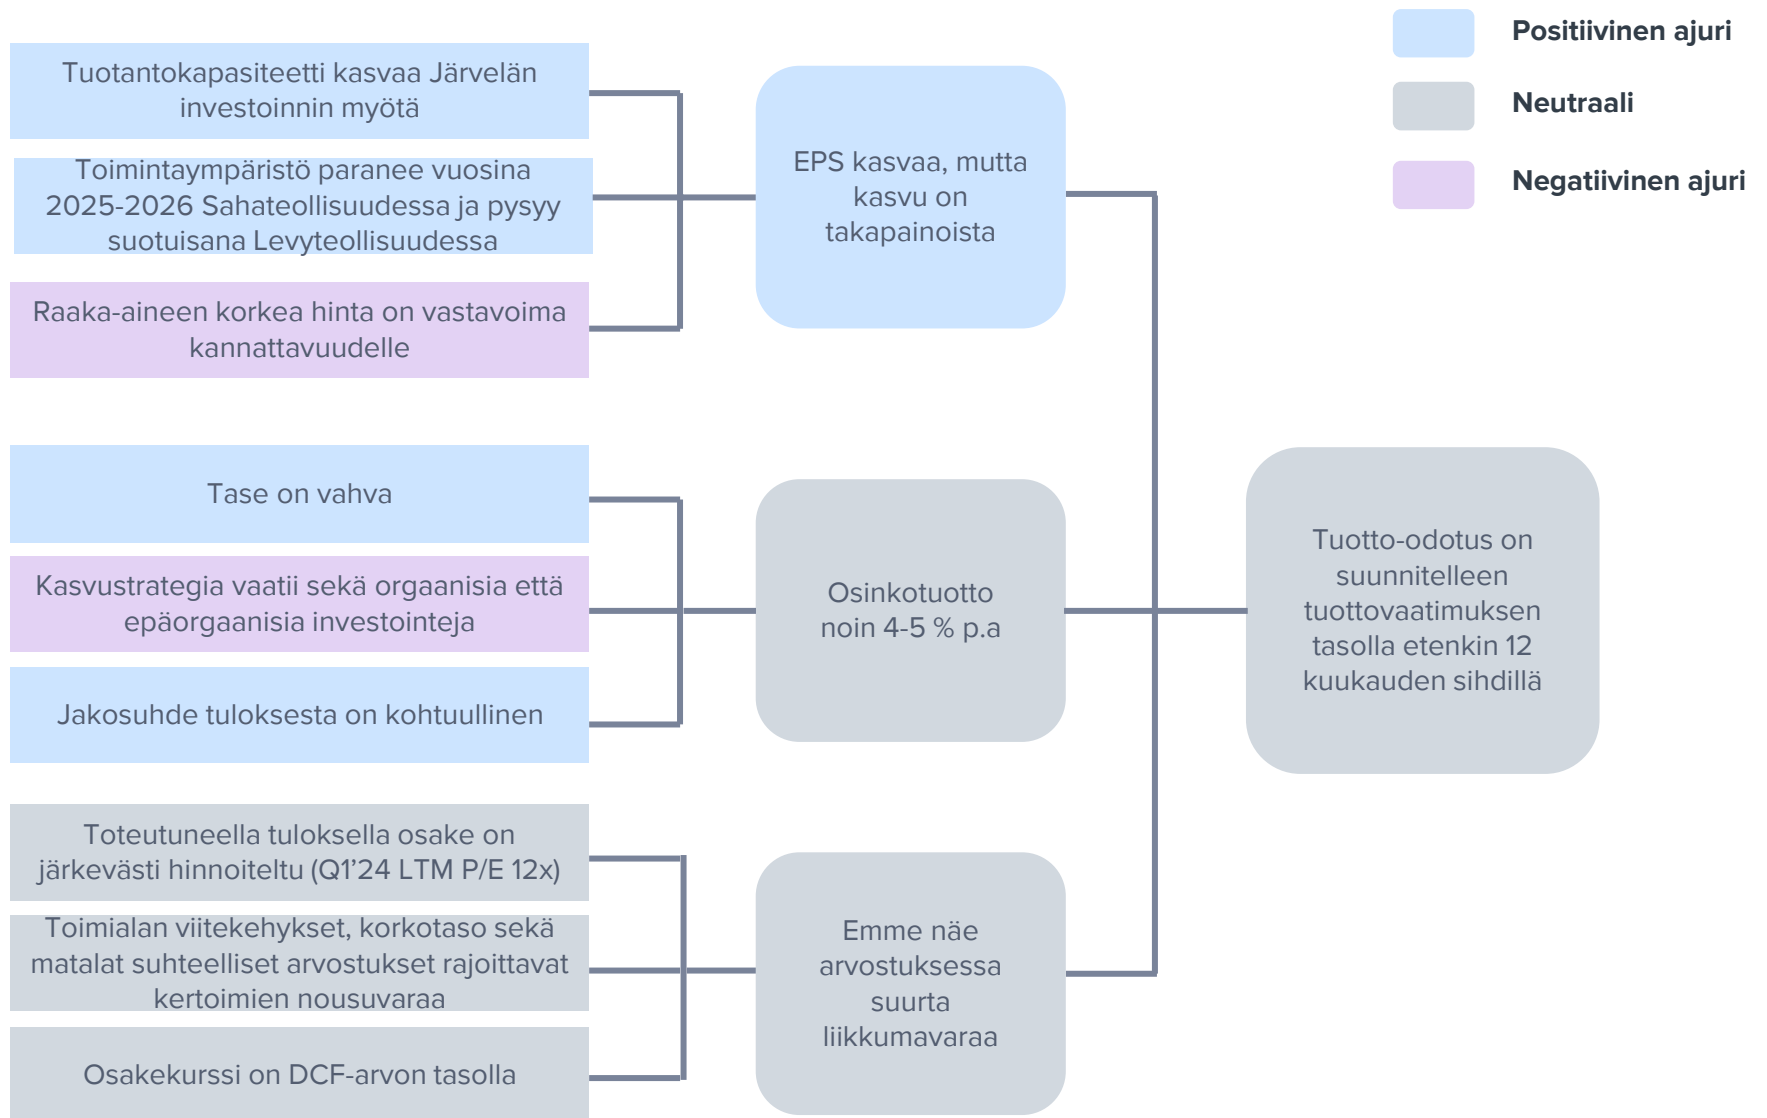 Positiivinen ajuri
Neutraali
Negatiivinen ajuri
Tuotantokapasiteetti kasvaa Järvelän
investoinnin myötä
Toimintaympäristö paranee vuosina
2025-2026 Sahateollisuudessa ja pysyy
suotuisana Levyteollisuudessa
Raaka-aineen korkea hinta on vastavoima
kannattavuudelle
EPS kasvaa, mutta
kasvu on
takapainoista
Tase on vahva
Kasvustrategia vaatii sekä orgaanisia että
epäorgaanisia investointeja
Jakosuhde tuloksesta on kohtuullinen
Osinkotuotto
noin 4-5 % p.a
Toteutuneella tuloksella osake on
järkevästi hinnoiteltu (Q1'24 LTM P/E 12x)
Toimialan viitekehykset, korkotaso sekä
matalat suhteelliset arvostukset rajoittavat
kertoimien nousuvaraa
Osakekurssi on DCF-arvon tasolla
Emme näe
arvostuksessa
suurta
liikkumavaraa
Tuotto-odotus on
suunnitelleen
tuottovaatimuksen
tasolla etenkin 12
kuukauden sihdillä